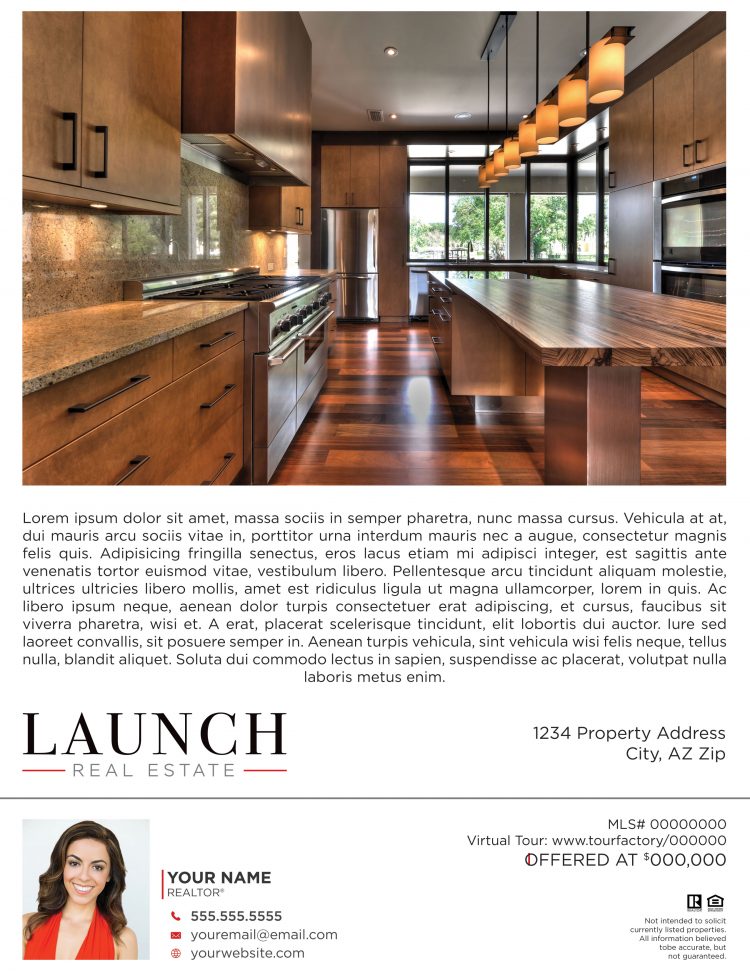 Lorem ipsum dolor sit amet, massa sociis in semper pharetra, nunc massa cursus. Vehicula at at,
dui mauris arcu sociis vitae in, porttitor urna interdum mauris nec a augue, consectetur magnis
felis quis. Adipisicing fringilla senectus, eros lacus etiam mi adipisci integer, est sagittis ante
venenatis tortor euismod vitae, vestibulum libero. Pellentesque arcu tincidunt aliquam molestie,
ultrices ultricies libero mollis, amet est ridiculus ligula ut magna ullamcorper, lorem in quis. Ac
libero ipsum neque, aenean dolor turpis consectetuer erat adipiscing, et cursus, faucibus sit
viverra pharetra, wisi et. A erat, placerat scelerisque tincidunt, elit lobortis dui auctor. Iure sed
laoreet convallis, sit posuere semper in. Aenean turpis vehicula, sint vehicula wisi felis neque, tellus
nulla, blandit aliquet. Soluta dui commodo lectus in sapien, suspendisse ac placerat, volutpat nulla
laboris metus enim.
LAUNCH
REAL ESTATE
1234 Property Address
City, AZ Zip
MLS# 00000000
Virtual Tour: www.tourfactory/000000
OFFERED AT $000,000
YOUR NAME
REALTOR®
555.555.5555
youremail@email.com
yourwebsite.com
Not intended to solicit
currently listed properties.
All information believed
tobe accurate, but
not guaranteed.